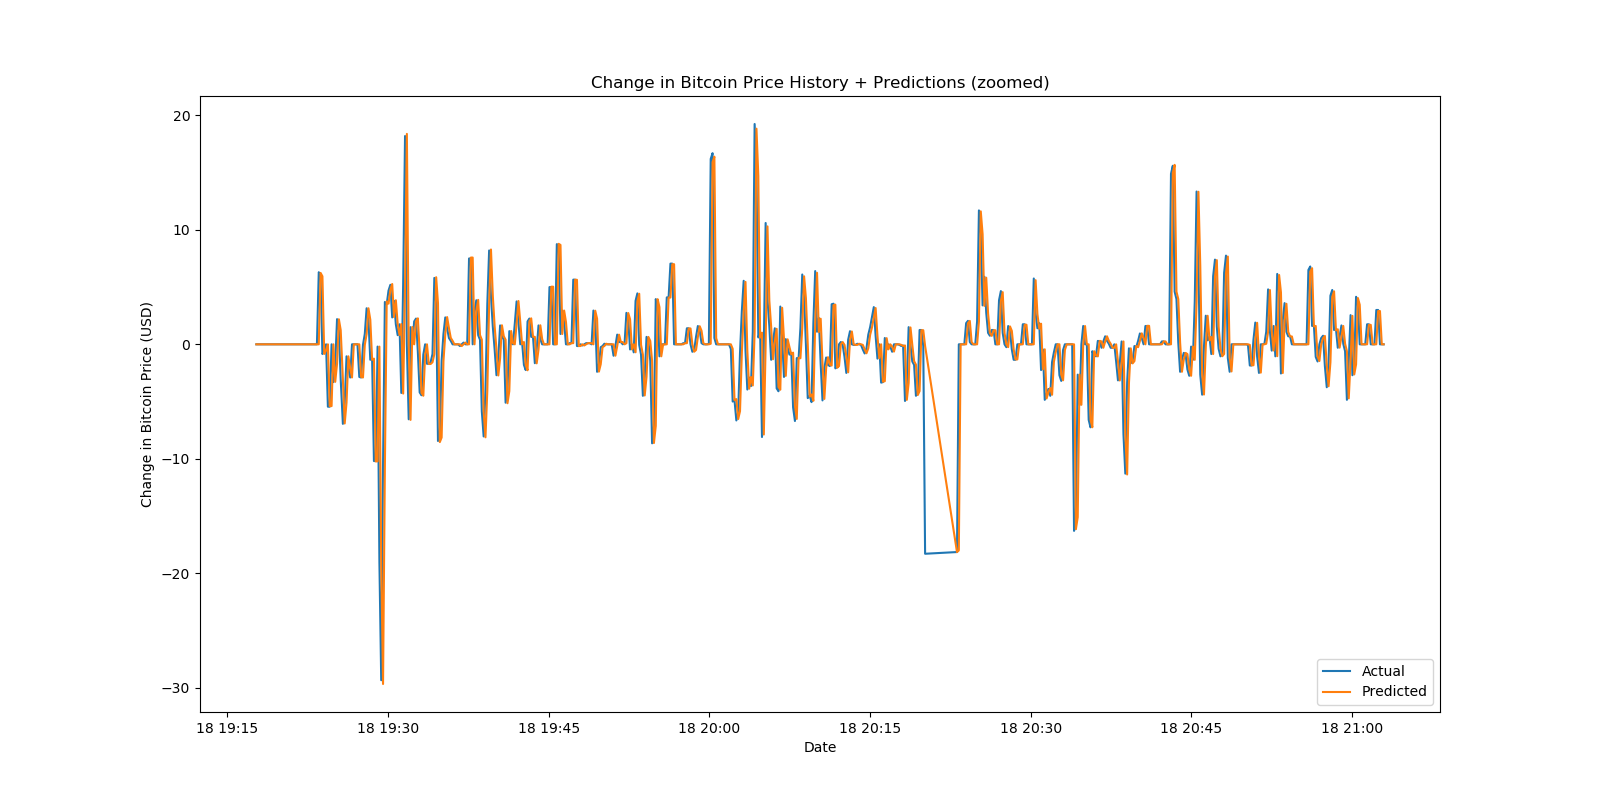 Change in Bitcoin Price History + Predictions (zoomed)
Change in Bitcoin Price (USD)
20
10
0
−10
−20
−30
18 19:15 18 19:30 18 19:45 18 20:00 18 20:15 18 20:30 18 20:45 18 21:00
Date
Actual
Predicted